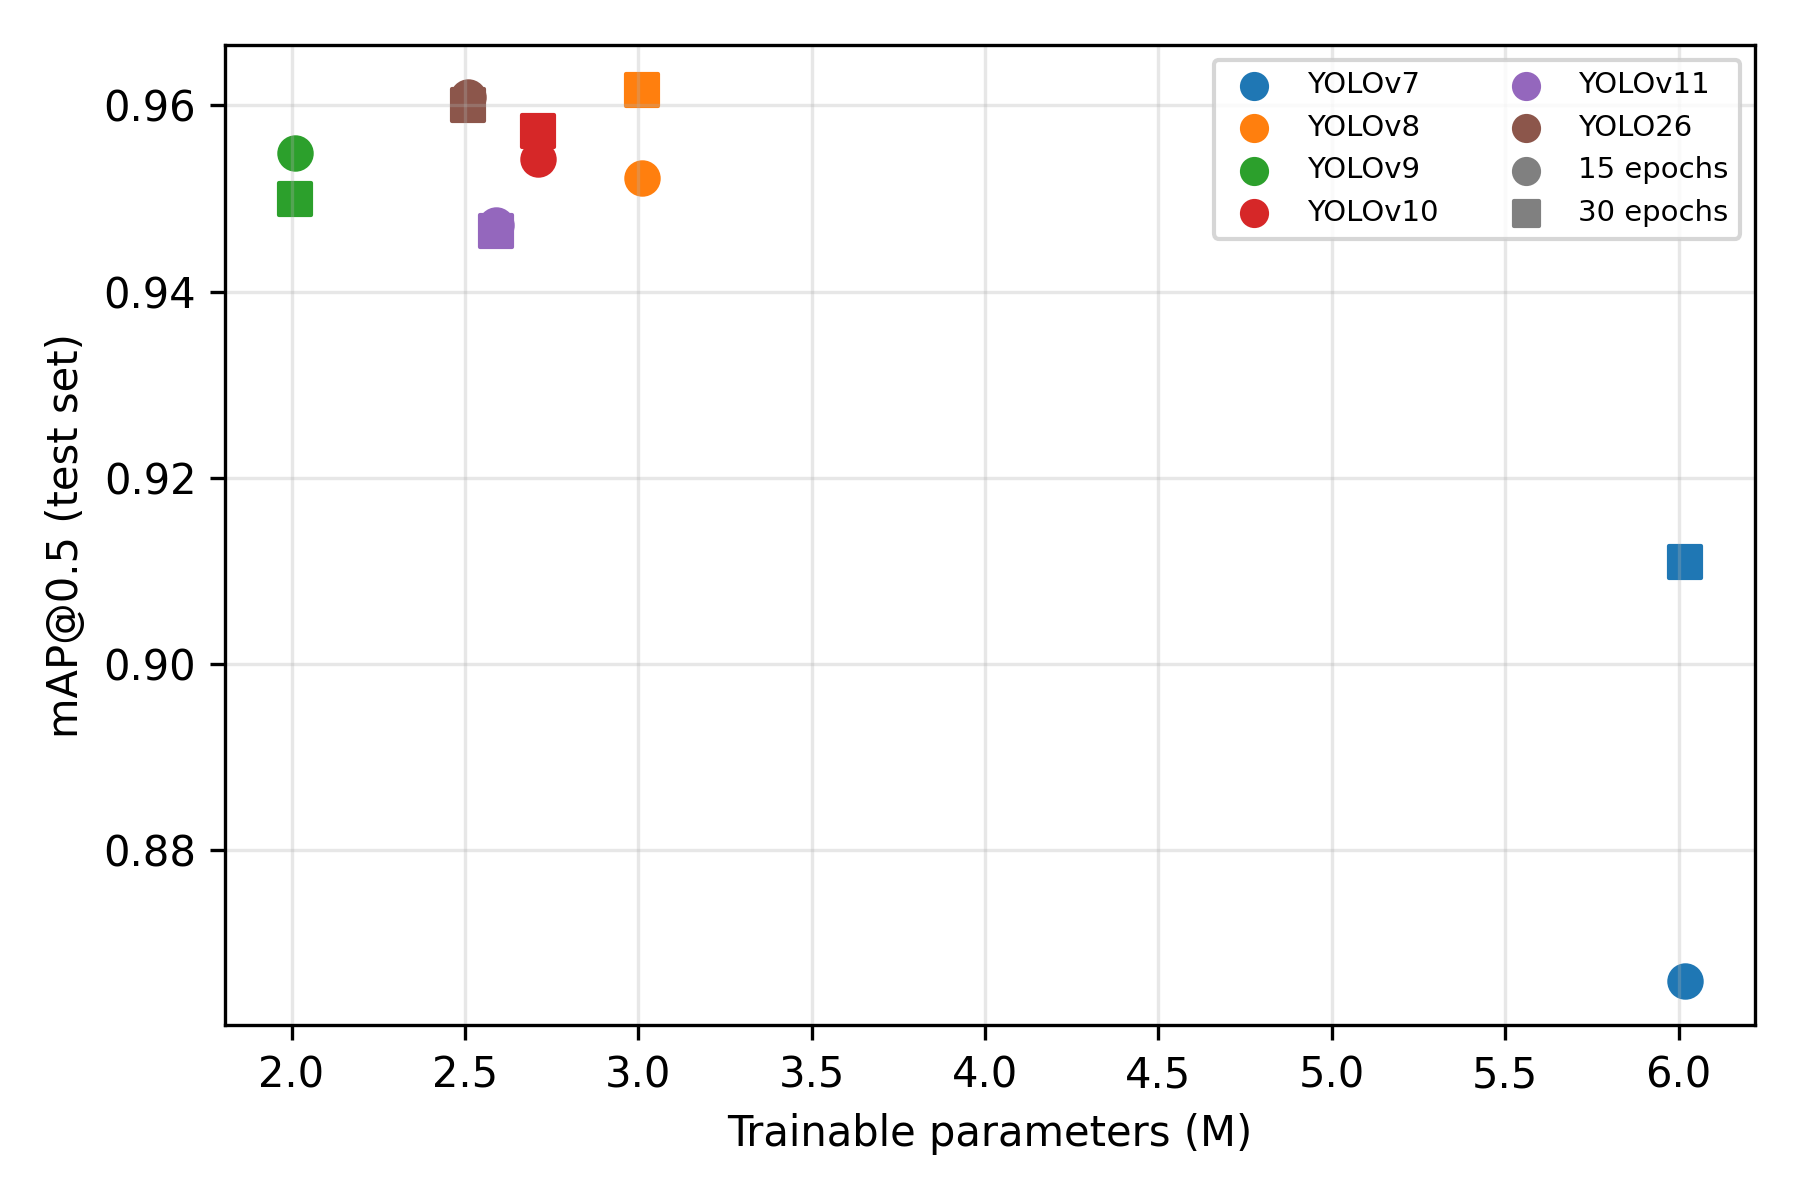 0.96
0.94
0.92
0.90
0.88
mAP@0.5 (test set)
YOLOv7
YOLOv8
YOLOv9
YOLOv10
YOLOv11
YOLO26
15 epochs
30 epochs
2.0 2.5 3.0 3.5 4.0 4.5 5.0 5.5 6.0
Trainable parameters (M)